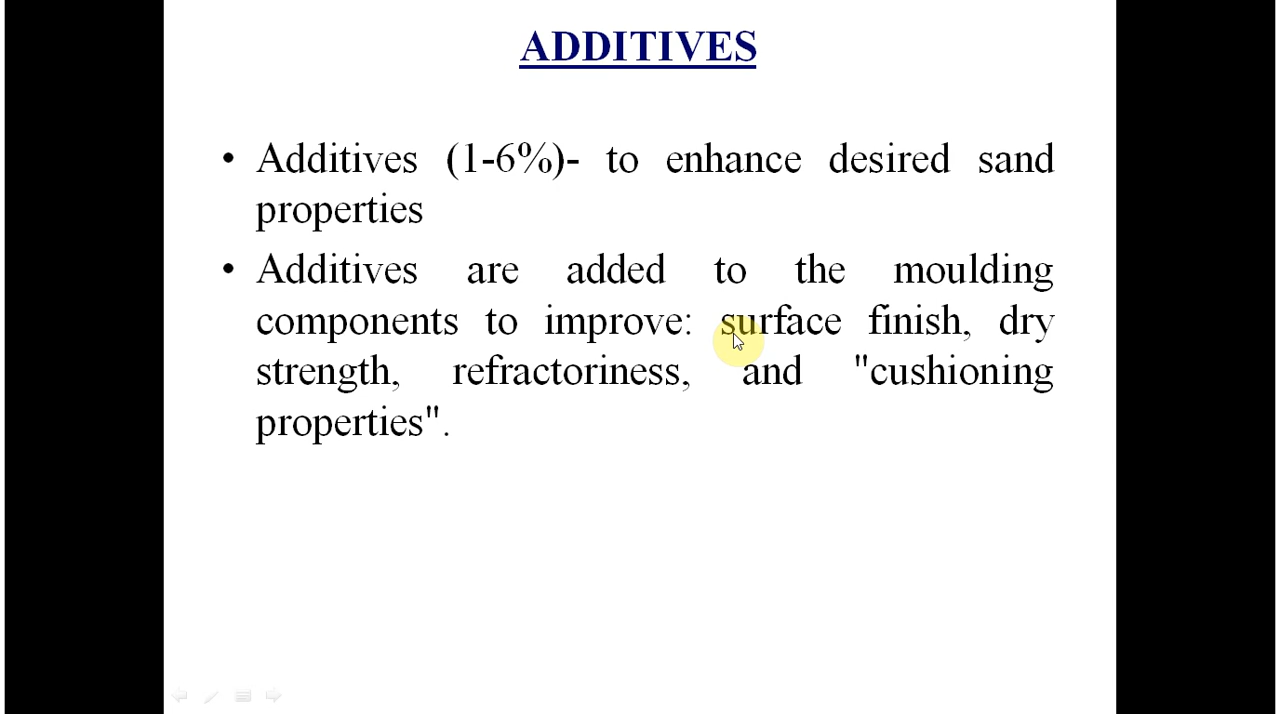 ADDITIVES
• Additives (1-6%)- to enhance desired sand
properties
• Additives are added to the moulding
components to improve: surface finish, dry
strength, refractoriness, and "cushioning
properties".